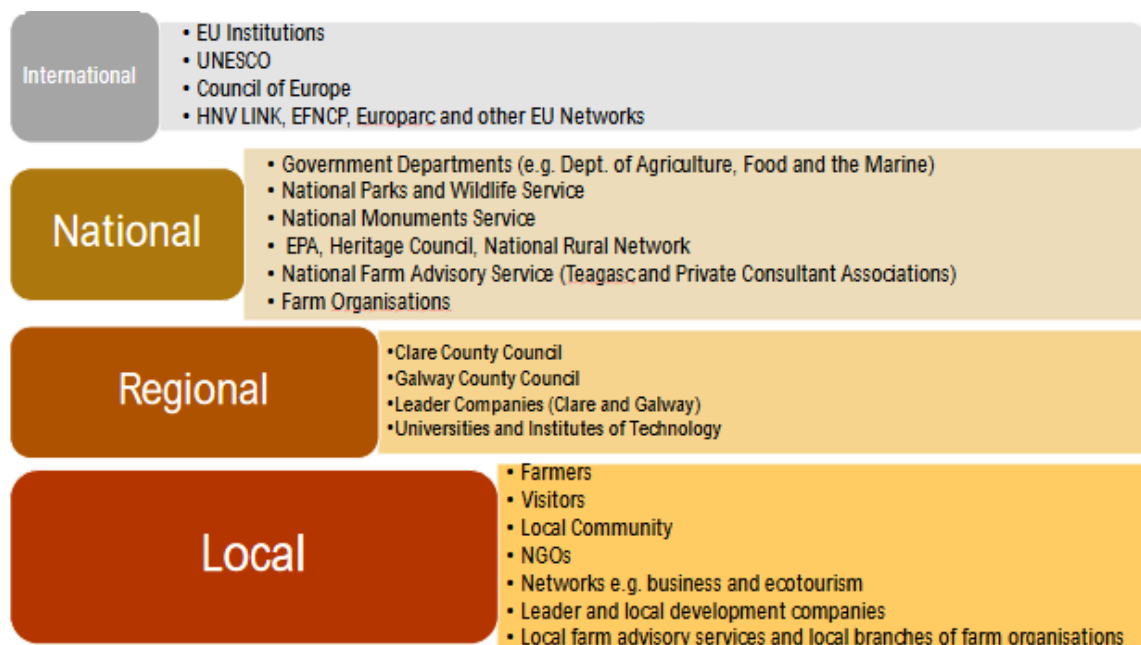 International
• EU Institutions
• UNESCO
• Council of Europe
• HNV LINK, EFNCP, Europarc and other EU Networks
National
• Government Departments (e.g. Dept. of Agriculture, Food and the Marine)
• National Parks and Wildlife Service
• National Monuments Service
• EPA, Heritage Council, National Rural Network
• National Farm Advisory Service (Teagasc and Private Consultant Associations)
• Farm Organisations
Regional
•Clare County Council
•Galway County Council
•Leader Companies (Clare and Galway)
•Universities and Institutes of Technology
Local
• Farmers
• Visitors
• Local Community
• NGOs
• Networks e.g. business and ecotourism
• Leader and local development companies
• Local farm advisory services and local branches of farm organisations